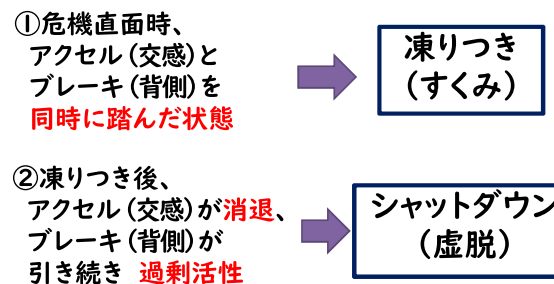 ①危機直面時、
アクセル(交感)と
ブレーキ(背側)を
同時に踏んだ状態
凍りつき
(すくみ)
②凍りつき後、
アクセル(交感)が消退、
ブレーキ(背側)が
引き続き 過剰活性
シャットダウン
(虚脱)